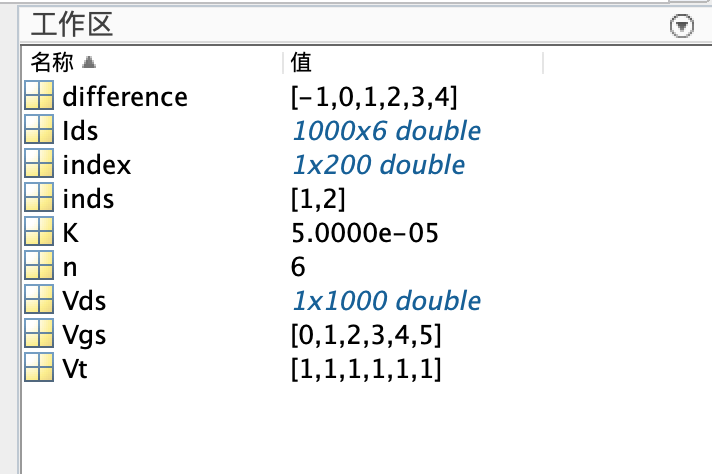 工作区
名称 值
difference [-1,0,1,2,3,4]
Ids 1000x6 double
index 1x200 double
inds [1,2]
K 5.0000e-05
n 6
Vds 1x1000 double
Vgs [0,1,2,3,4,5]
Vt [1,1,1,1,1,1]